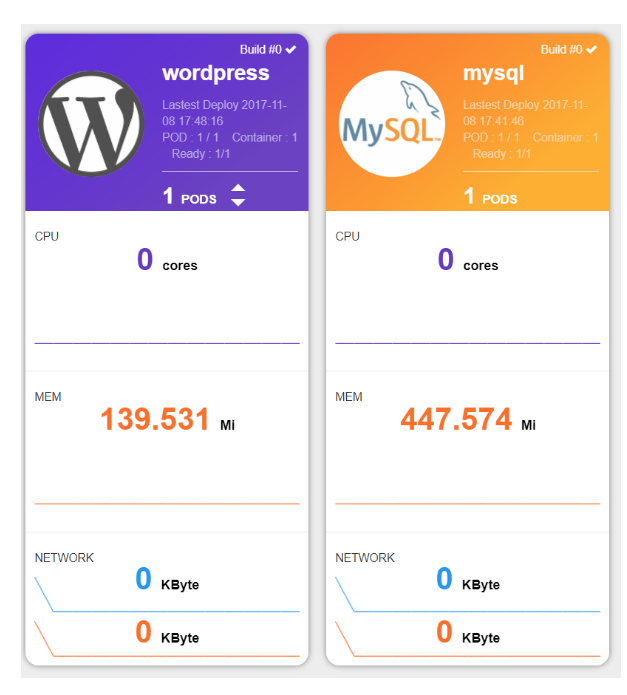 Build #0
wordpress
Lastest Deploy 2017-11-
08 17:48:16
POD : 1 / 1 Container : 1
Ready : 1/1
1 PODS
CPU
0 cores
MEM
139.531 Mi
NETWORK
0 KByte
0 KByte
Build #0
mysql
MySQL
Lastest Deploy 2017-11-
08 17:41:46
POD : 1 / 1 Container : 1
Ready : 1/1
1 PODS
CPU
0 cores
MEM
447.574 Mi
NETWORK
0 KByte
0 KByte